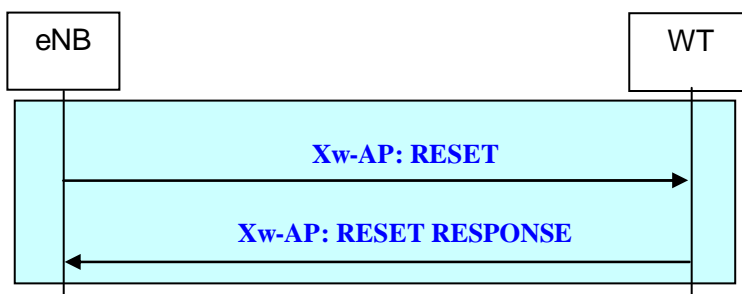 eNB
WT
Xw-AP: RESET
Xw-AP: RESET RESPONSE